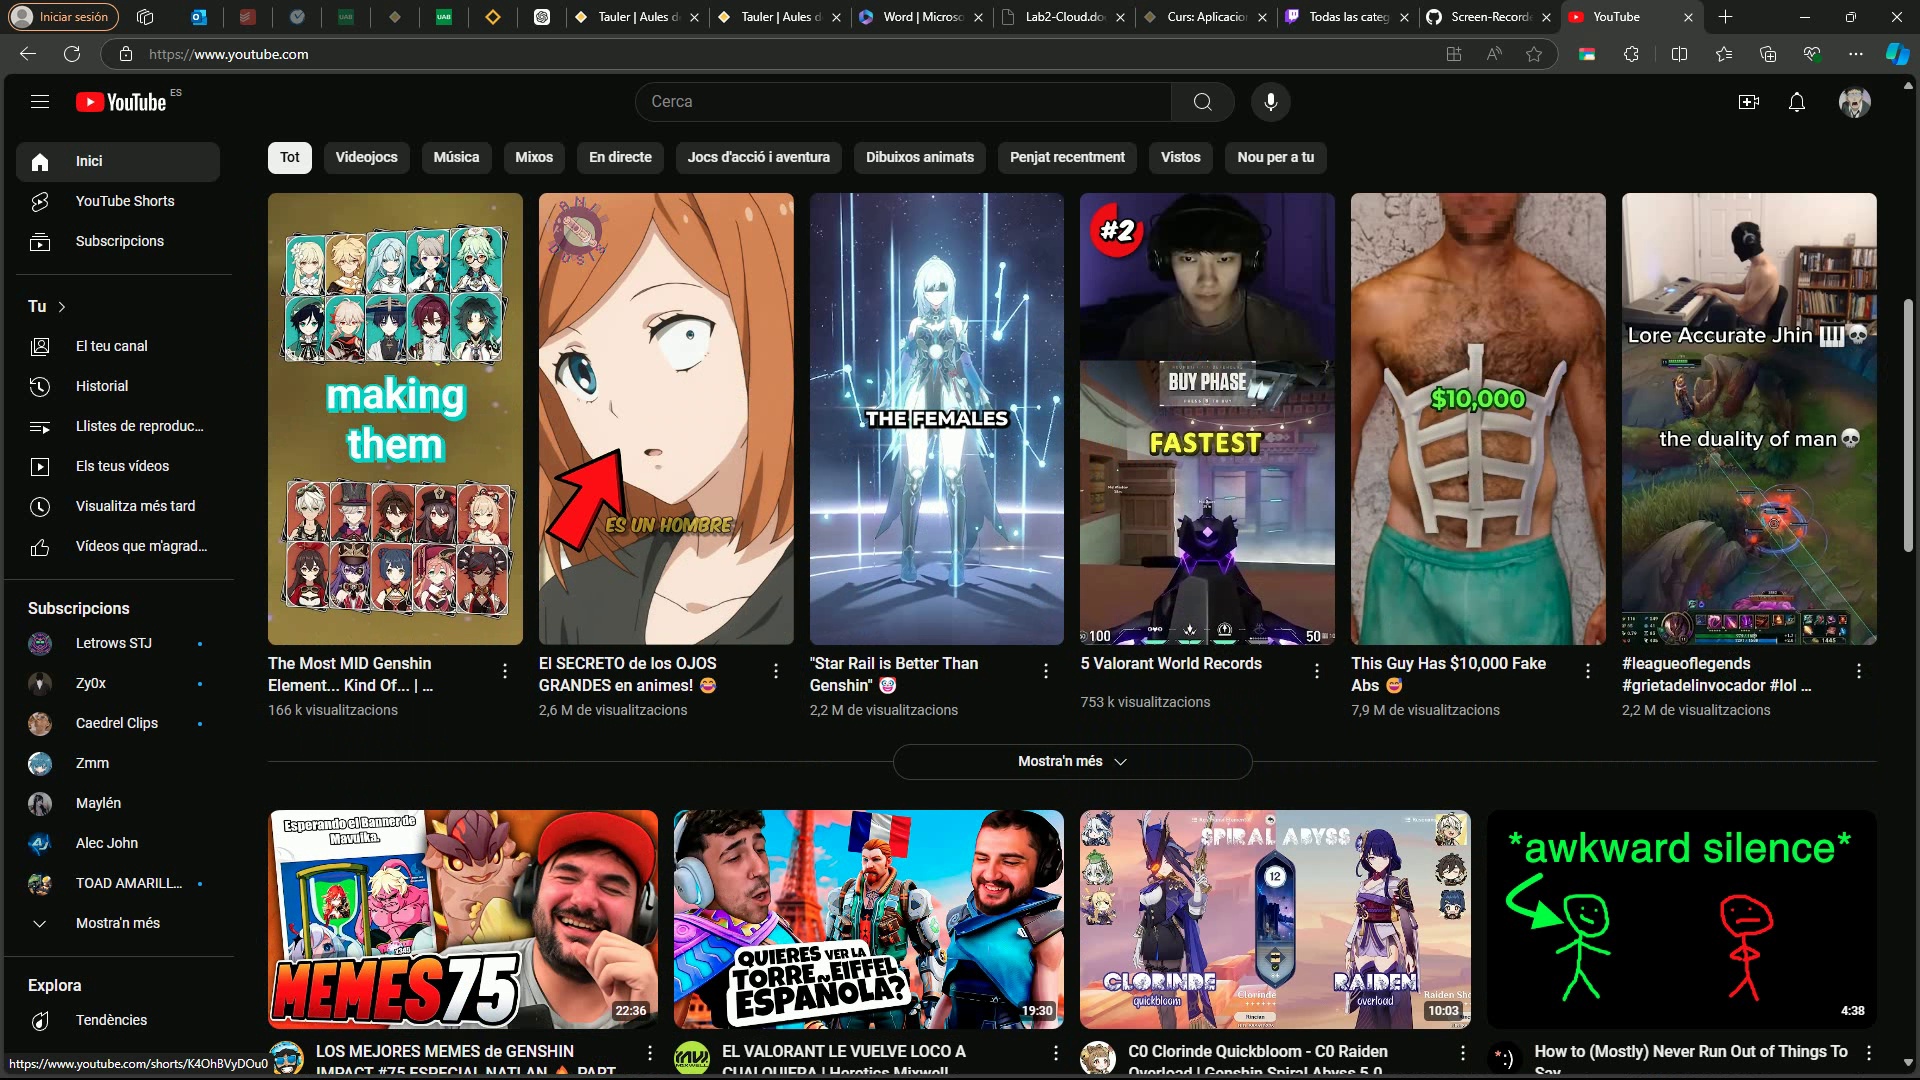 Iniciar sesión
Tauler | Aules d
Tauler | Aules d
Word | Microso
Lab2-Cloud.do
Curs: Aplicacion
Todas las categ
Screen-Recorde
YouTube
https://www.youtube.com
YouTube ES
Cerca
Inici
YouTube Shorts
Subscripcions
Tu
El teu canal
Historial
Llistes de reproduc...
Els teus vídeos
Visualitza més tard
Vídeos que m'agrad...
Subscripcions
Letrows STJ
Zy0x
Caedrel Clips
Zmm
Maylén
Alec John
TOAD AMARILL...
Mostra'n més
Explora
Tendències
Tot
Videojocs
Música
Mixos
En directe
Jocs d'acció i aventura
Dibuixos animats
Penjat recentment
Vistos
Nou per a tu
making
them
ES UN HOMBRE
THE FEMALES
#2
BUY PHASE
FASTEST
100
50
$10,000
Lore Accurate Jhin 🎹💀
the duality of man💀
The Most MID Genshin
Element... Kind Of... | ...
166 k visualitzacions
El SECRETO de los OJOS
GRANDES en animes! 😂
2,6 M de visualitzacions
"Star Rail is Better Than
Genshin" 🤡
2,2 M de visualitzacions
5 Valorant World Records
753 k visualitzacions
This Guy Has $10,000 Fake
Abs 😅
7,9 M de visualitzacions
#leagueoflegends
#grietadelinvocador #lol ...
2,2 M de visualitzacions
Mostra'n més
Esperando el Banner de
Mavuika.
MEMES 75
22:36
QUIERES VER LA
TORRE EIFFEL
ESPAÑOLA?
19:30
SPIRAL ABYSS
12
CLORINDE
quickbloom
Clorinde
RAIDEN
overload
10:03
*awkward silence*
4:38
LOS MEJORES MEMES de GENSHIN
IMPACT #75 ESPECIAL NATLAN 🔥 PART
EL VALORANT LE VUELVE LOCO A
CUALQUIERA | Heretics Mixwell
C0 Clorinde Quickbloom - C0 Raiden
Overload | Genshin Spiral Abyss 5.0
How to (Mostly) Never Run Out of Things To
Say
https://www.youtube.com/shorts/K4OhBVyDOu0